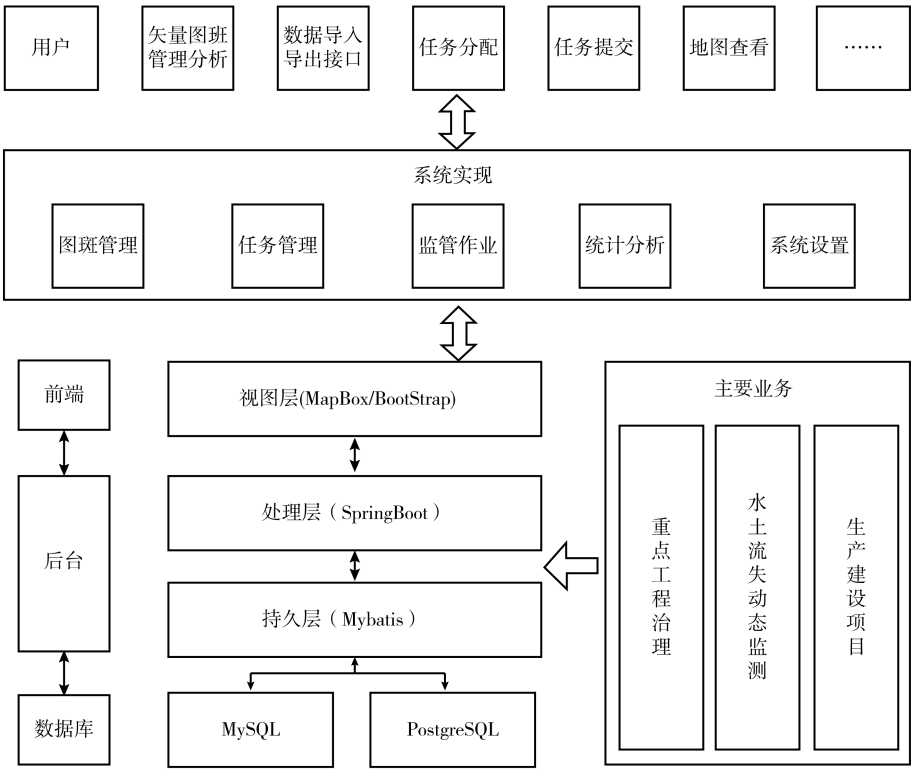 用户
矢量图班
管理分析
数据导入
导出接口
任务分配
任务提交
地图查看
……
系统实现
图斑管理
任务管理
监管作业
统计分析
系统设置
前端
后台
数据库
视图层(MapBox/BootStrap)
处理层（SpringBoot）
持久层（Mybatis）
MySQL
PostgreSQL
主要业务
重点工程治理
水土流失动态监测
生产建设项目